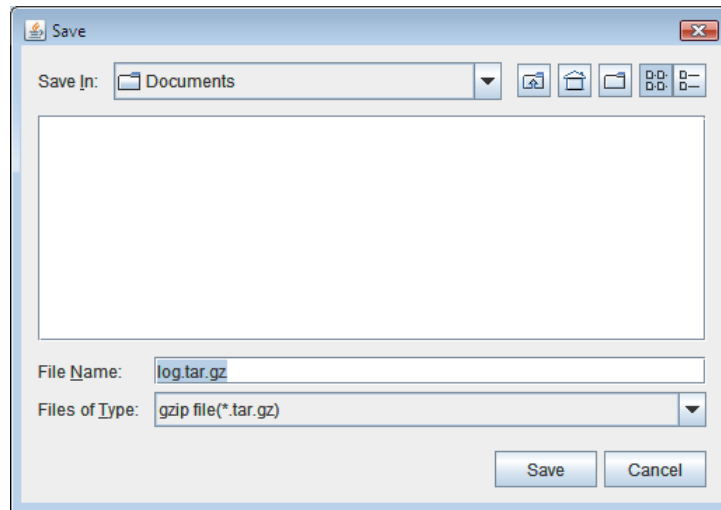 Save
Save In: Documents
File Name: log.tar.gz
Files of Type: gzip file(*.tar.gz)
Save Cancel